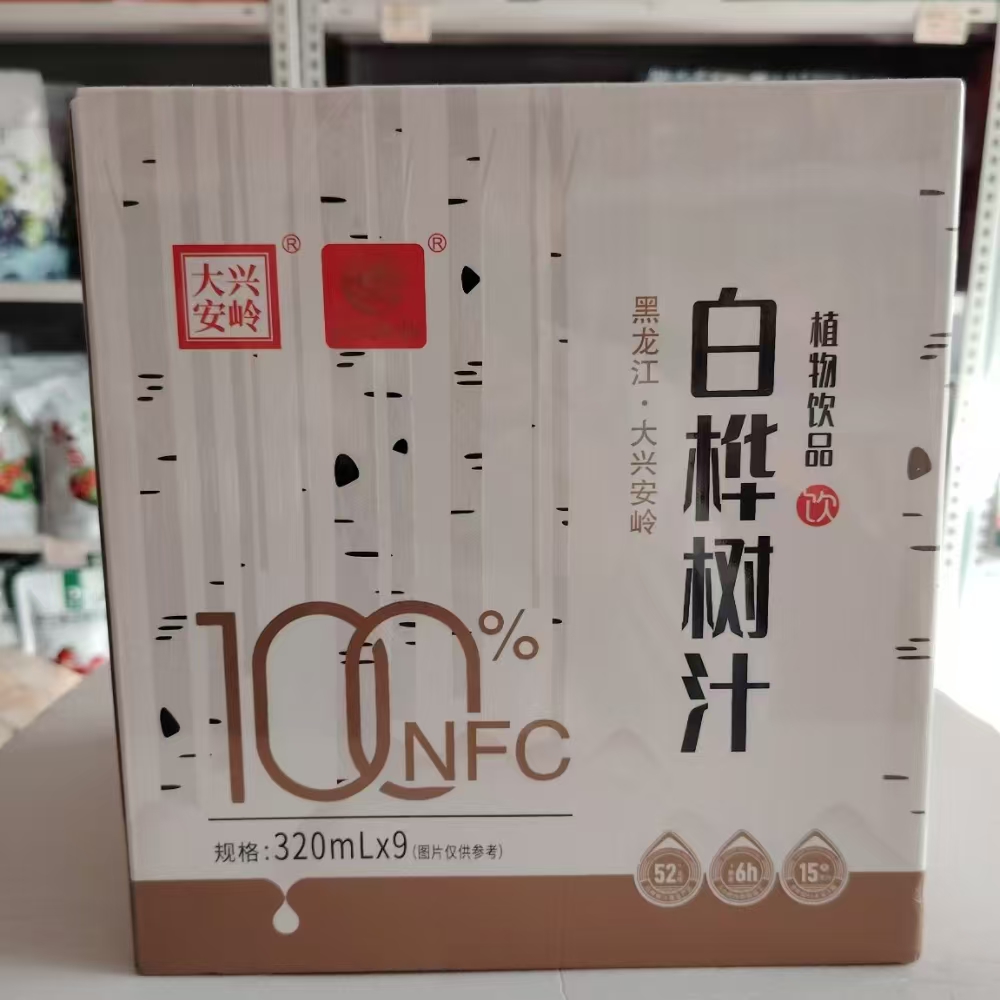 大兴
安岭
®
®
黑龙江·大兴安岭
白桦树汁
植物饮品
饮
100%
NFC
规格:320mLx9(图片仅供参考)
52
6h
15